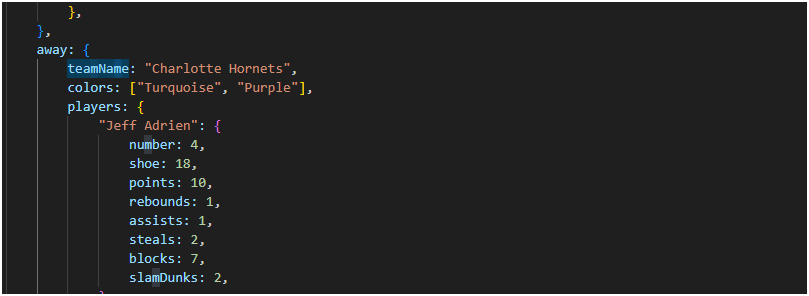 },
},
away: {
teamName: "Charlotte Hornets",
colors: ["Turquoise", "Purple"],
players: {
"Jeff Adrien": {
number: 4,
shoe: 18,
points: 10,
rebounds: 1,
assists: 1,
steals: 2,
blocks: 7,
slamDunks: 2,
}